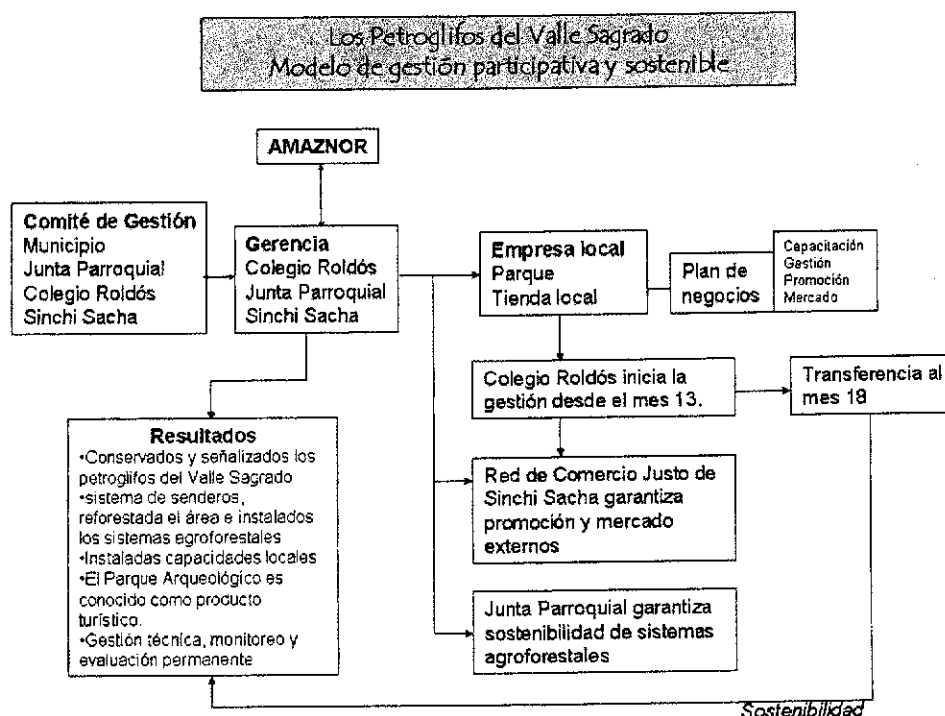 Los Petroglifos del Valle Sagrado
Modelo de gestión participativa y sostenible
AMAZNOR
Comité de Gestión
Municipio
Junta Parroquial
Colegio Roldós
Sinchi Sacha
Gerencia
Colegio Roldós
Junta Parroquial
Sinchi Sacha
Empresa local
Parque
Tienda local
Plan de
negocios
Capacitación
Gestión
Promoción
Mercado
Colegio Roldós inicia la
gestión desde el mes 13.
Transferencia al
mes 18
Resultados
•Conservados y señalizados los
petroglifos del Valle Sagrado
•sistema de senderos,
reforestada el área e instalados
los sistemas agroforestales
•Instaladas capacidades locales
•El Parque Arqueológico es
conocido como producto
turístico.
•Gestión técnica, monitoreo y
evaluación permanente
Red de Comercio Justo de
Sinchi Sacha garantiza
promoción y mercado
externos
Junta Parroquial garantiza
sostenibilidad de sistemas
agroforestales
Sostenibilidad